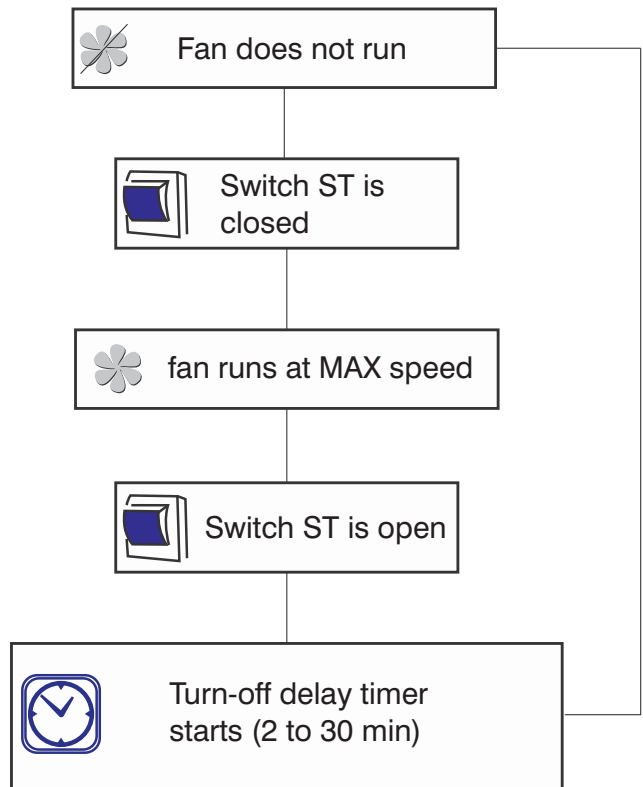 Fan does not run
Switch ST is
closed
fan runs at MAX speed
Switch ST is open
Turn-off delay timer
starts (2 to 30 min)